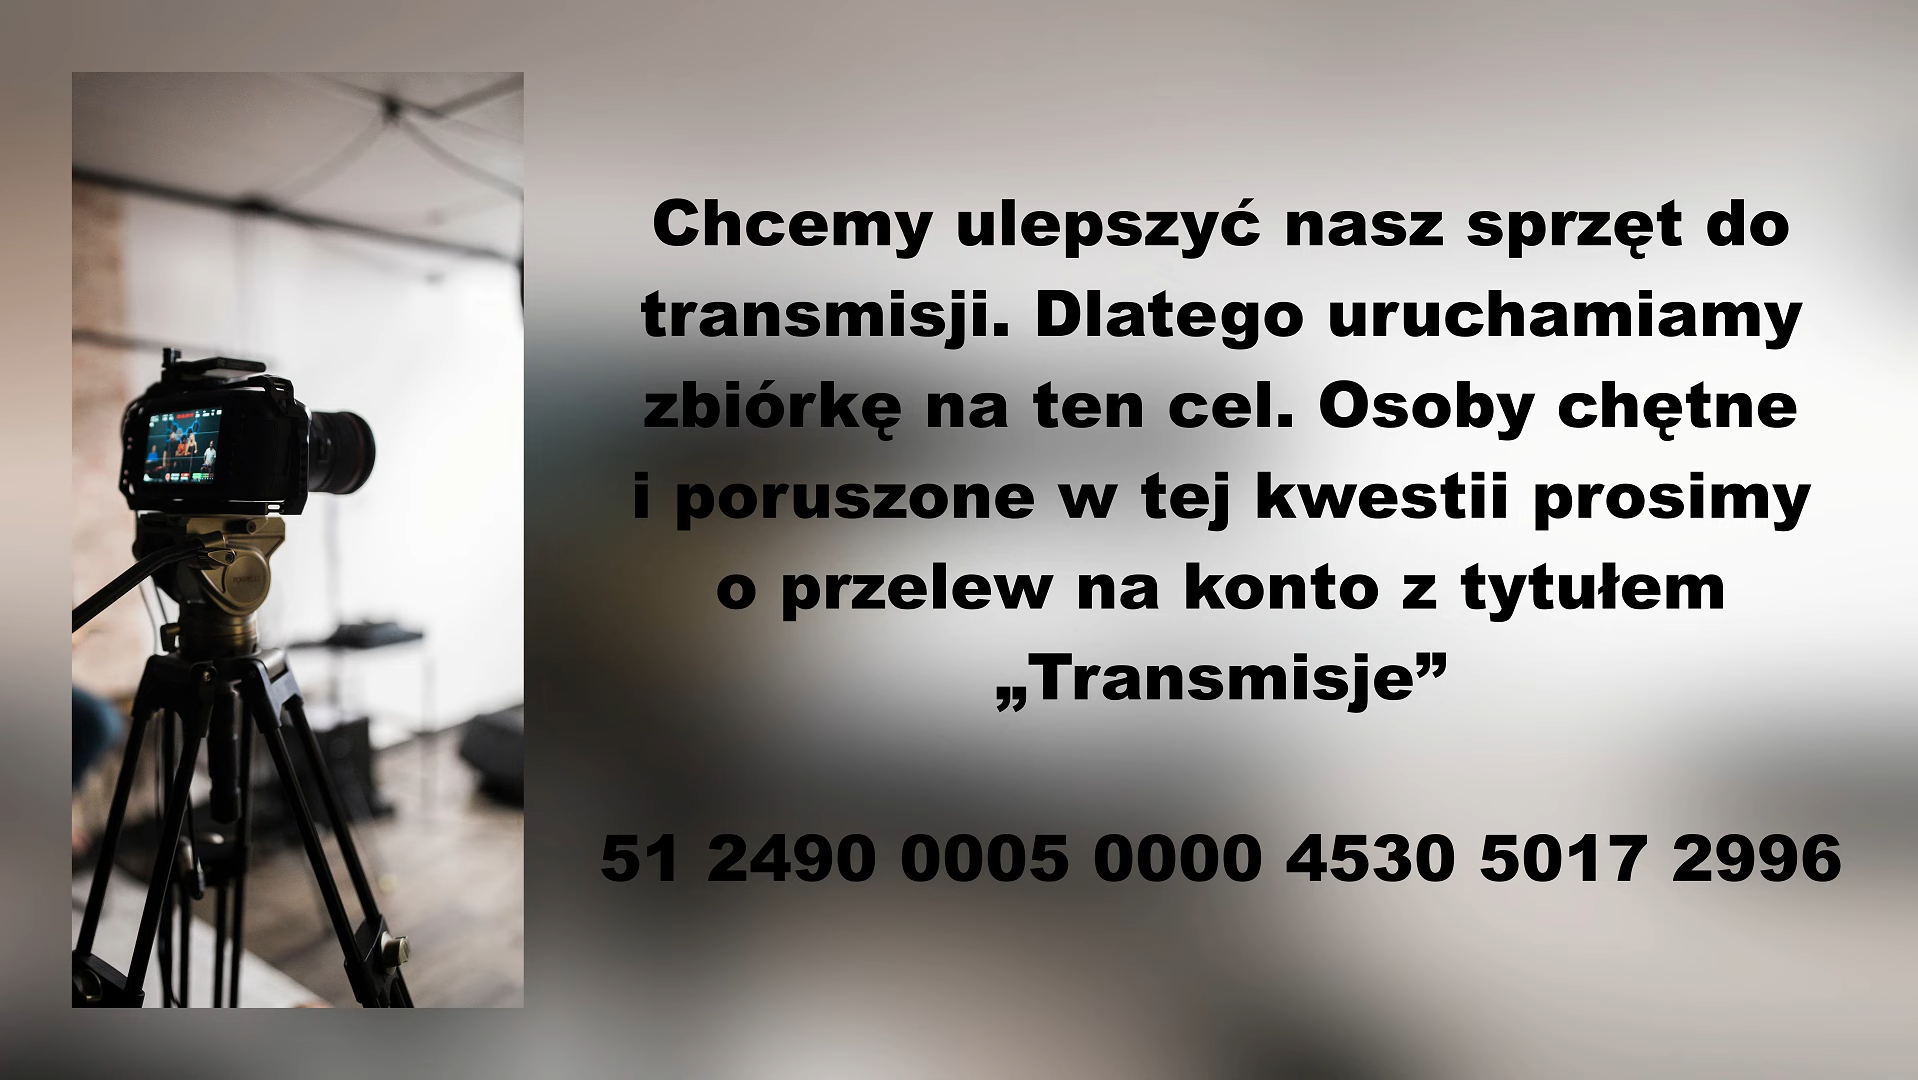 Chcemy ulepszyć nasz sprzęt do
transmisji. Dlatego uruchamiamy
zbiórkę na ten cel. Osoby chętne
i poruszone w tej kwestii prosimy
o przelew na konto z tytułem
„Transmisje”
51 2490 0005 0000 4530 5017 2996